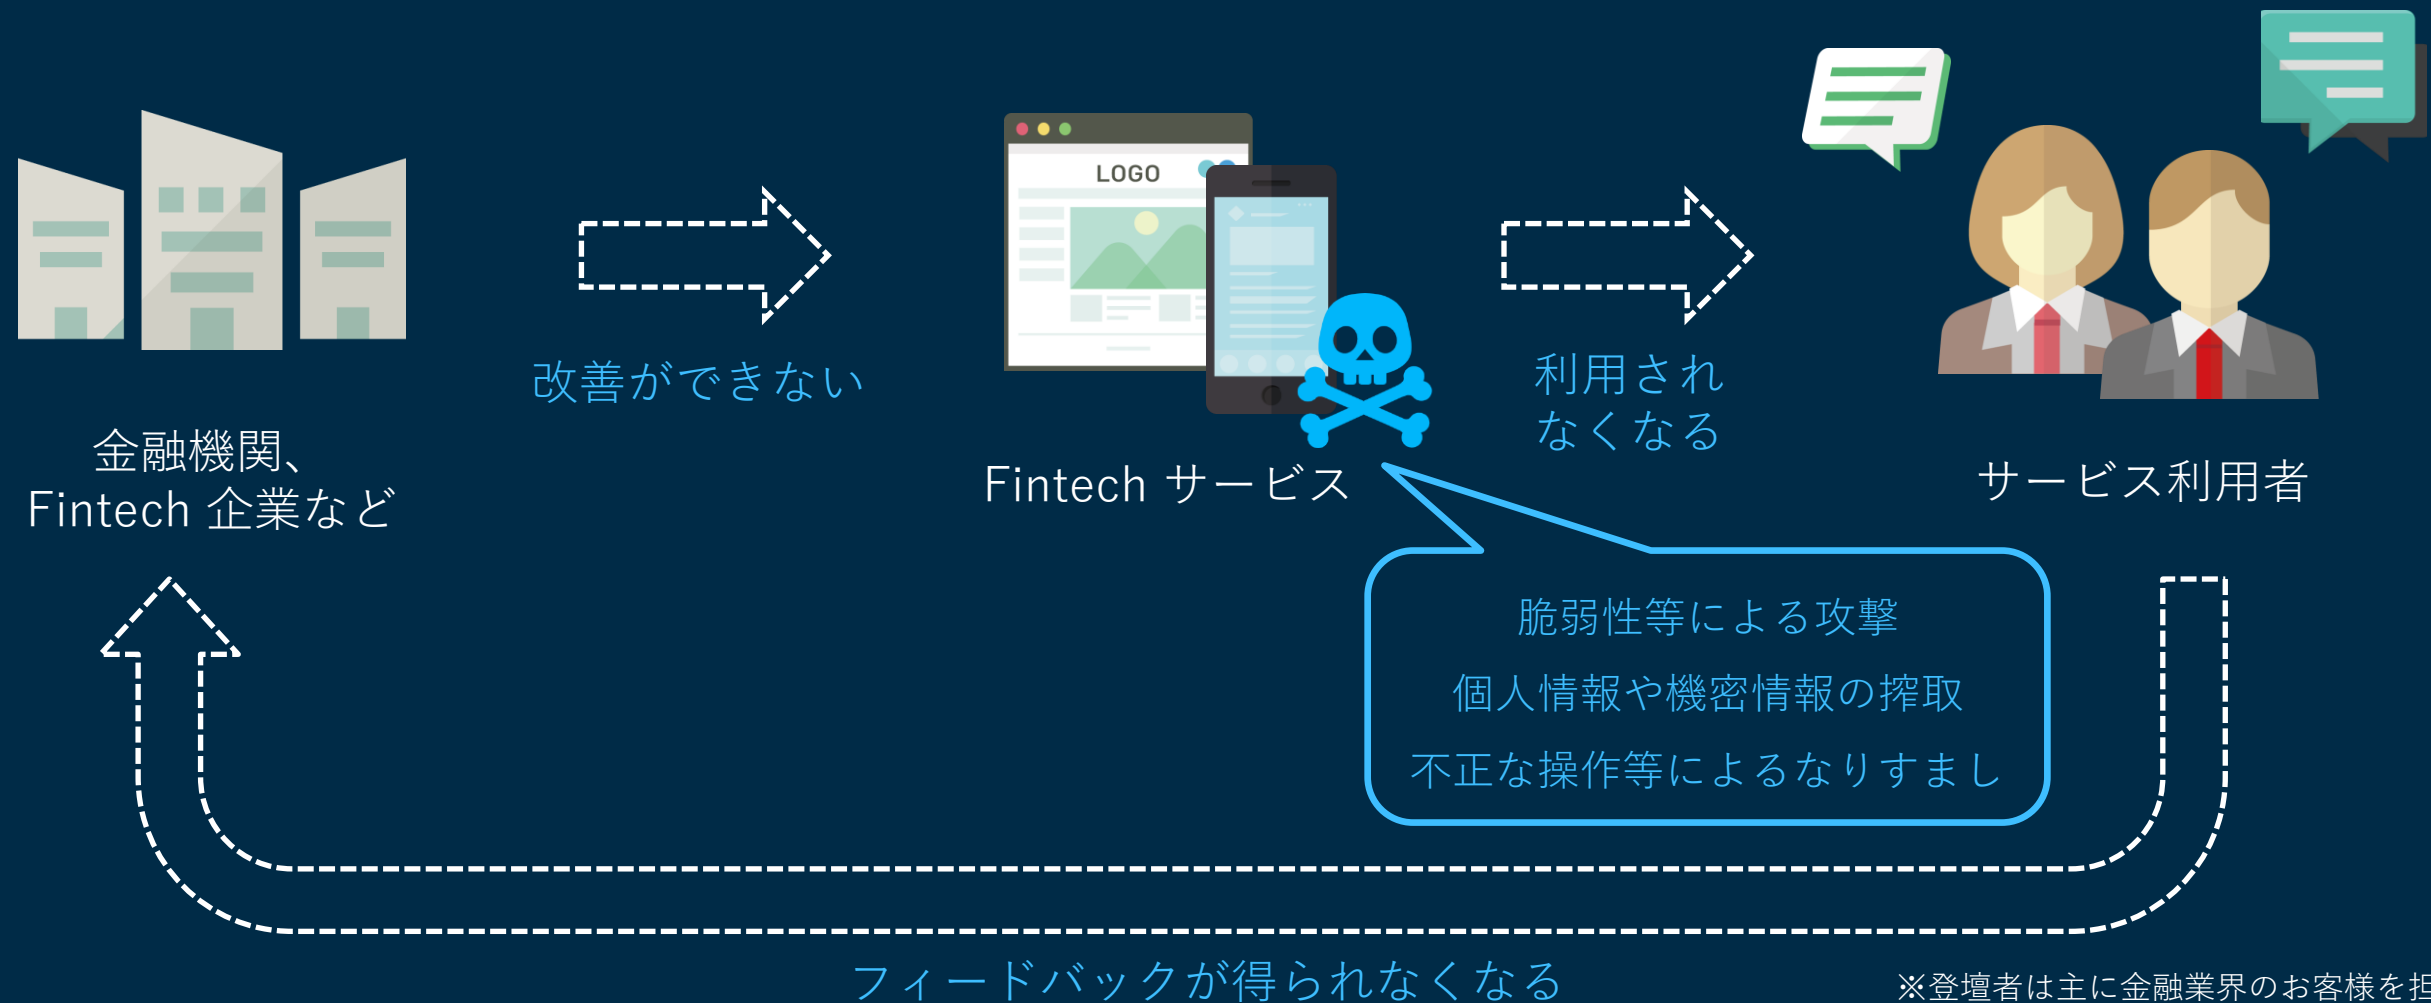 LOGO
改善ができない
利用され
なくなる
金融機関、
Fintech 企業など
Fintech サービス
サービス利用者
脆弱性等による攻撃
個人情報や機密情報の搾取
不正な操作等によるなりすまし
フィードバックが得られなくなる
※登壇者は主に金融業界のお客様を担